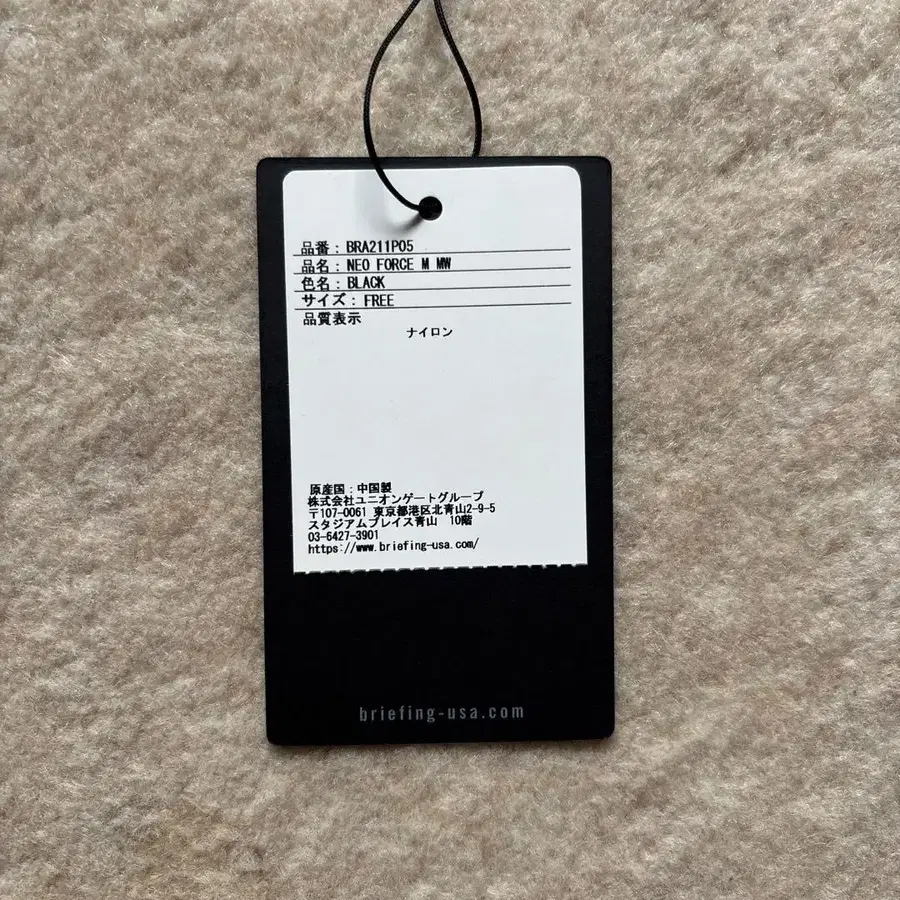 品番：BRA211P05
品名：NEO FORCE M MW
色名：BLACK
サイズ：FREE
品質表示
ナイロン
原産国：中国製
株式会社ユニオンゲートグループ
〒107-0061 東京都港区北青山2-9-5
スタジアムプレイス青山　10階
03-6427-3901
https://www.briefing-usa.com/
briefing-usa.com